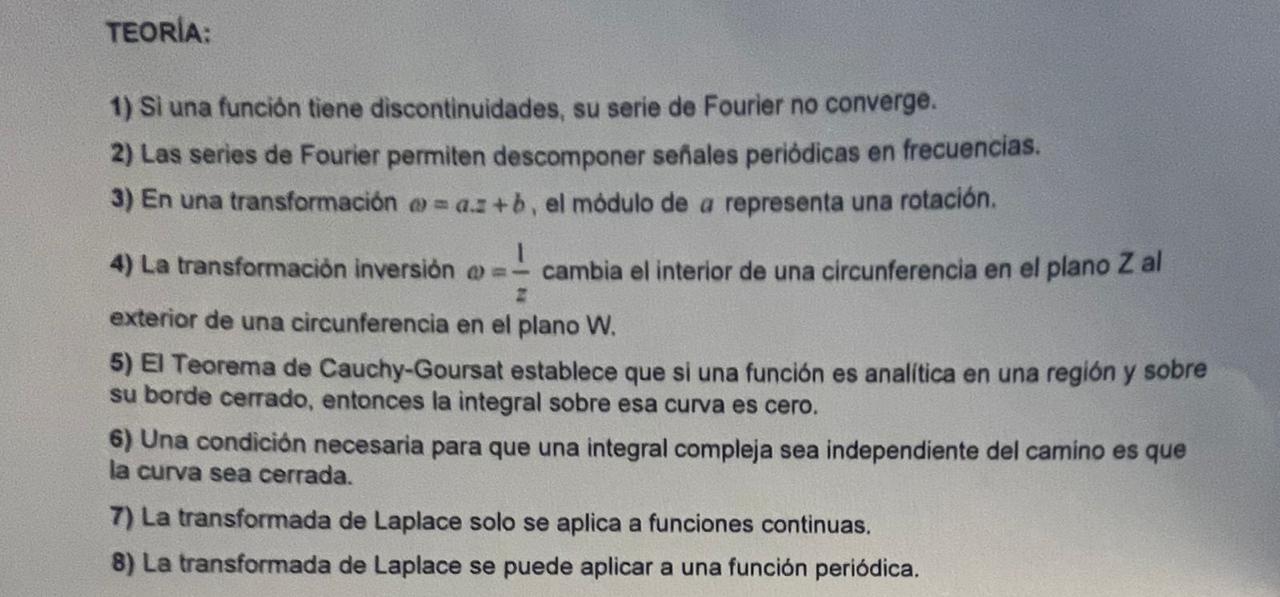 TEORÍA:
1) Si una función tiene discontinuidades, su serie de Fourier no converge.
2) Las series de Fourier permiten descomponer señales periódicas en frecuencias.
3) En una transformación ω = a.z + b, el módulo de a representa una rotación.
4) La transformación inversión ω = 1/z cambia el interior de una circunferencia en el plano Z al
exterior de una circunferencia en el plano W.
5) El Teorema de Cauchy-Goursat establece que si una función es analítica en una región y sobre
su borde cerrado, entonces la integral sobre esa curva es cero.
6) Una condición necesaria para que una integral compleja sea independiente del camino es que
la curva sea cerrada.
7) La transformada de Laplace solo se aplica a funciones continuas.
8) La transformada de Laplace se puede aplicar a una función periódica.